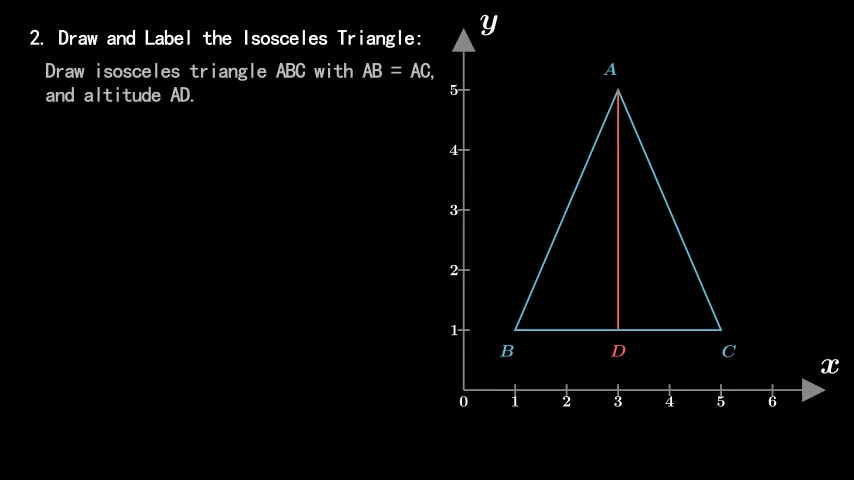 2. Draw and Label the Isosceles Triangle:
Draw isosceles triangle ABC with AB = AC,
and altitude AD.
y
A
5
4
3
2
1
B
D
C
x
0 1 2 3 4 5 6